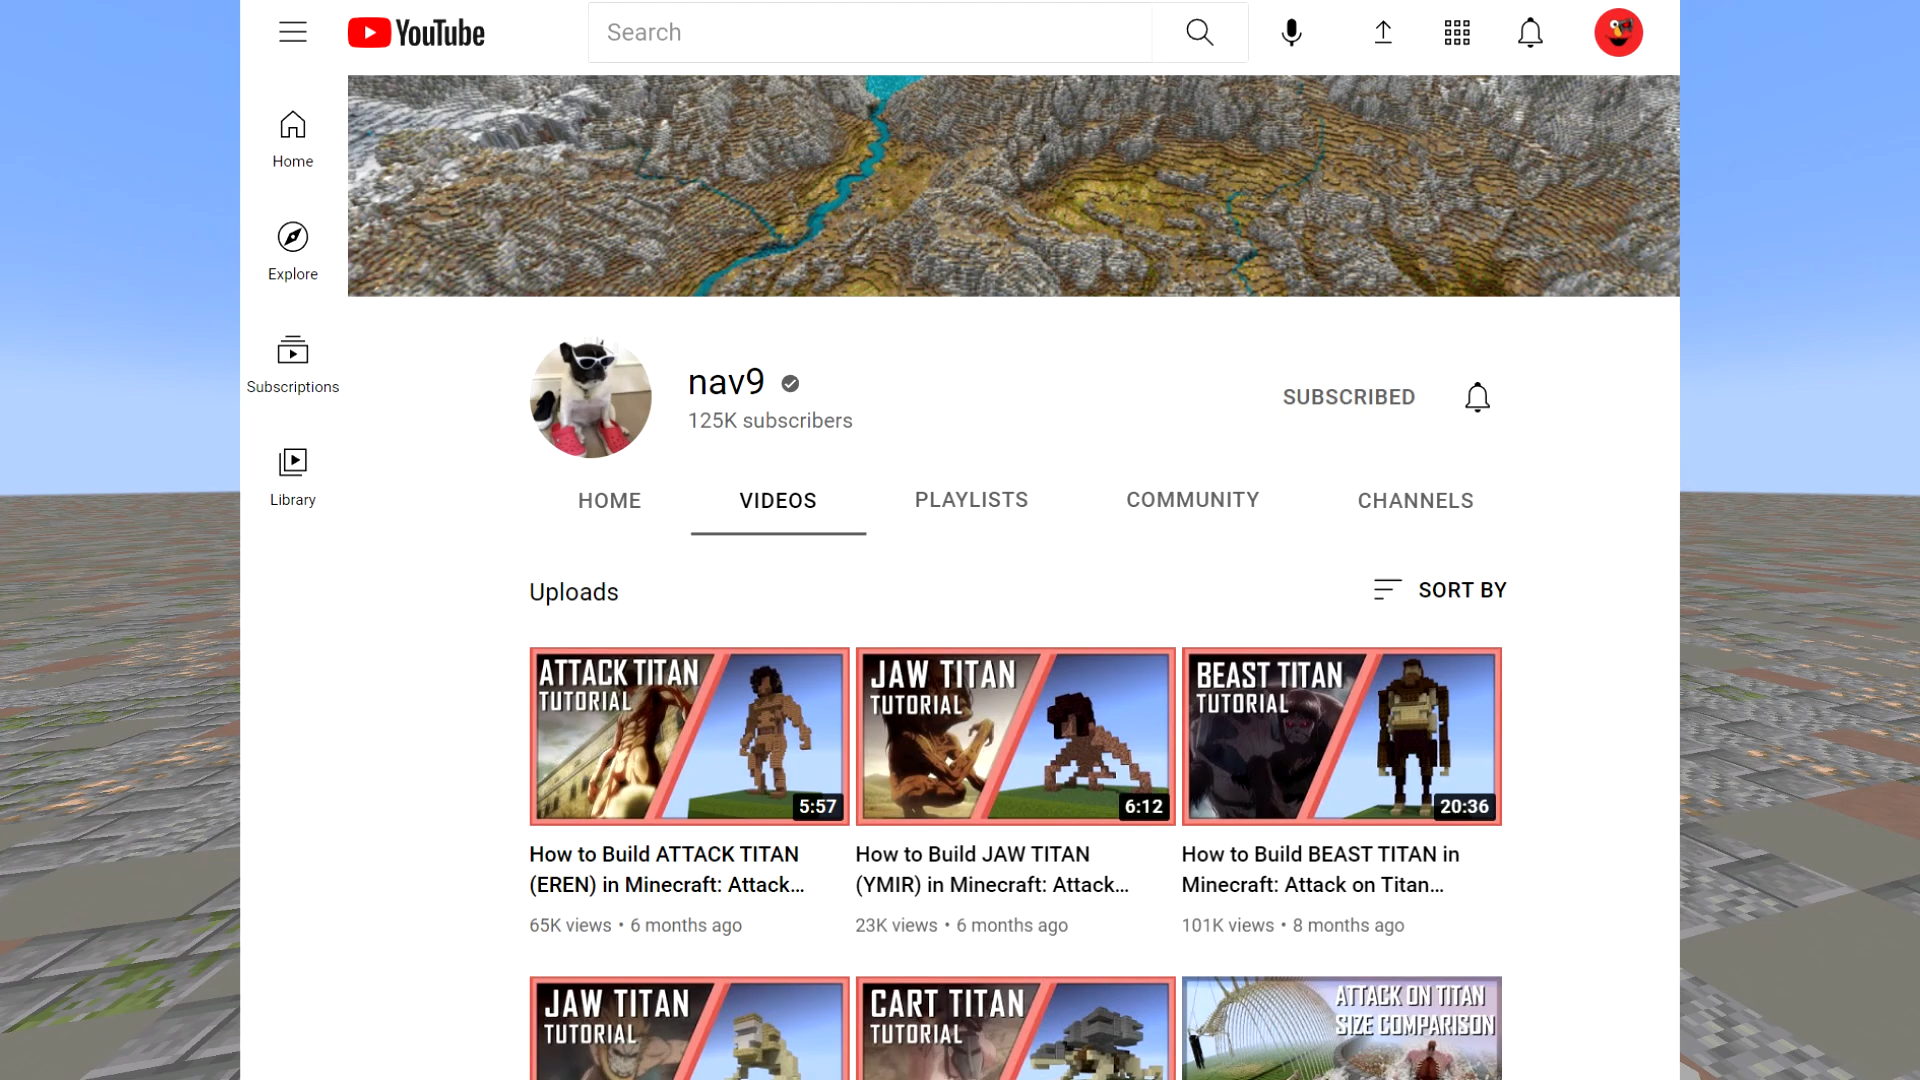 YouTube
Search
Home
Explore
Subscriptions
Library
nav9
125K subscribers
SUBSCRIBED
HOME
VIDEOS
PLAYLISTS
COMMUNITY
CHANNELS
Uploads
SORT BY
ATTACK TITAN
TUTORIAL
5:57
JAW TITAN
TUTORIAL
6:12
BEAST TITAN
TUTORIAL
20:36
How to Build ATTACK TITAN
(EREN) in Minecraft: Attack...
65K views • 6 months ago
How to Build JAW TITAN
(YMIR) in Minecraft: Attack...
23K views • 6 months ago
How to Build BEAST TITAN in
Minecraft: Attack on Titan...
101K views • 8 months ago
JAW TITAN
TUTORIAL
CART TITAN
TUTORIAL
ATTACK ON TITAN
SIZE COMPARISON